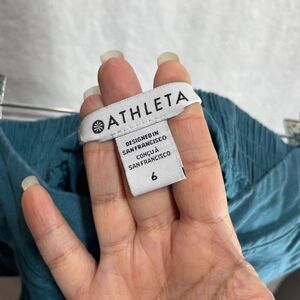 ATHLETA
DESIGNED IN
SAN FRANCISCO
CONÇU À
SAN FRANCISCO
6